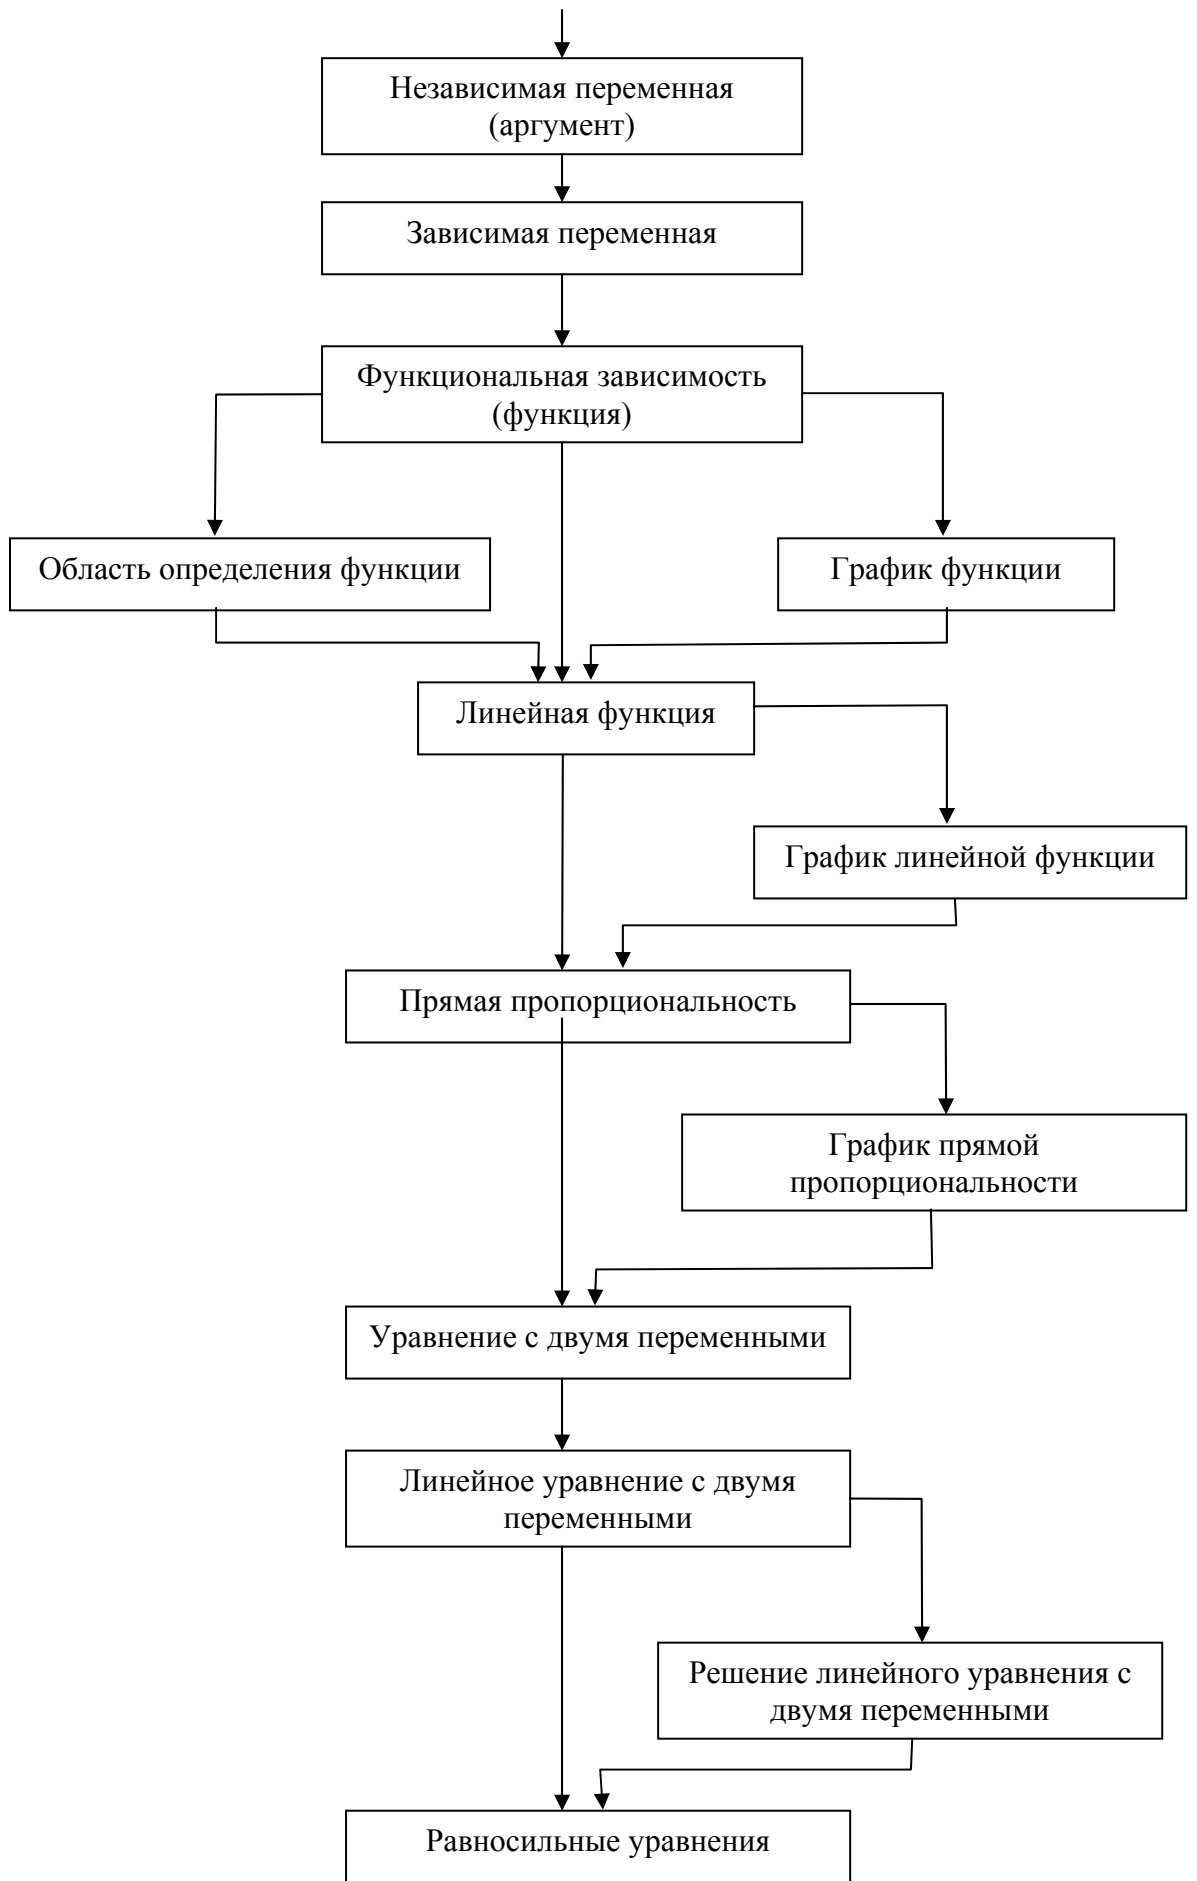 Независимая переменная
(аргумент)
Зависимая переменная
Функциональная зависимость
(функция)
Область определения функции
График функции
Линейная функция
График линейной функции
Прямая пропорциональность
График прямой
пропорциональности
Уравнение с двумя переменными
Линейное уравнение с двумя
переменными
Решение линейного уравнения с
двумя переменными
Равносильные уравнения